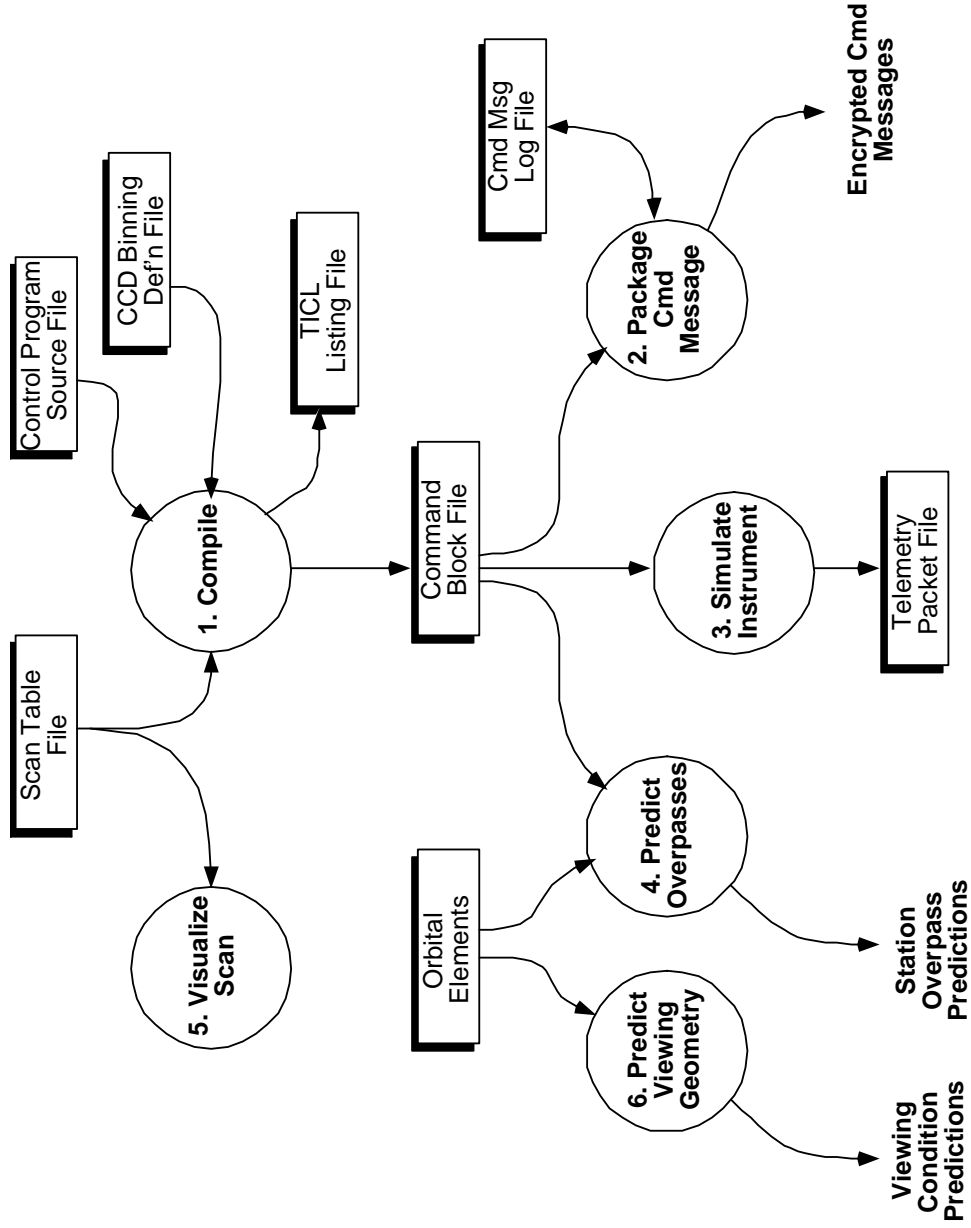 Scan Table
File
Control Program
Source File
CCD Binning
Def'n File
5. Visualize
Scan
1. Compile
TICL
Listing File
Orbital
Elements
Command
Block File
Cmd Msg
Log File
6. Predict
Viewing
Geometry
4. Predict
Overpasses
3. Simulate
Instrument
2. Package
Cmd
Message
Viewing
Condition
Predictions
Station
Overpass
Predictions
Telemetry
Packet File
Encrypted Cmd
Messages